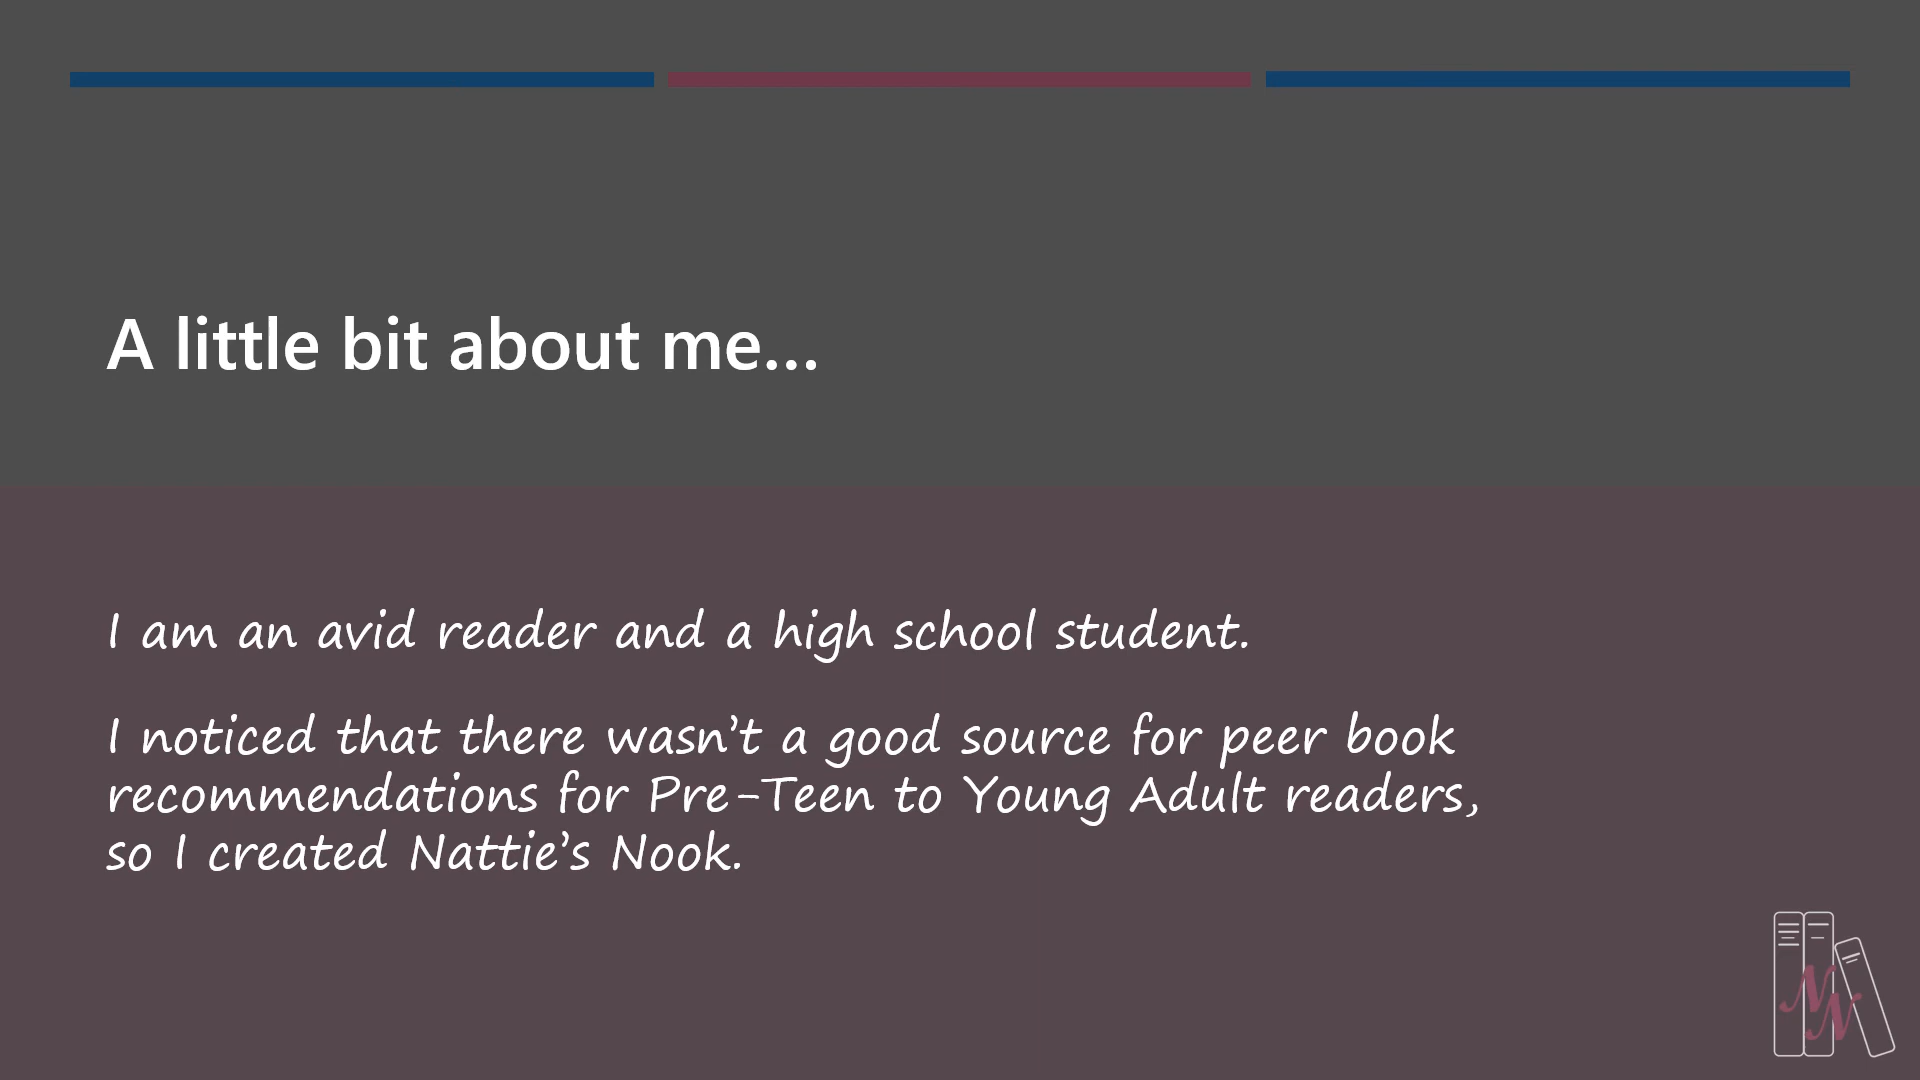 A little bit about me...
I am an avid reader and a high school student.
I noticed that there wasn’t a good source for peer book
recommendations for Pre-Teen to Young Adult readers,
so I created Nattie’s Nook.
NN